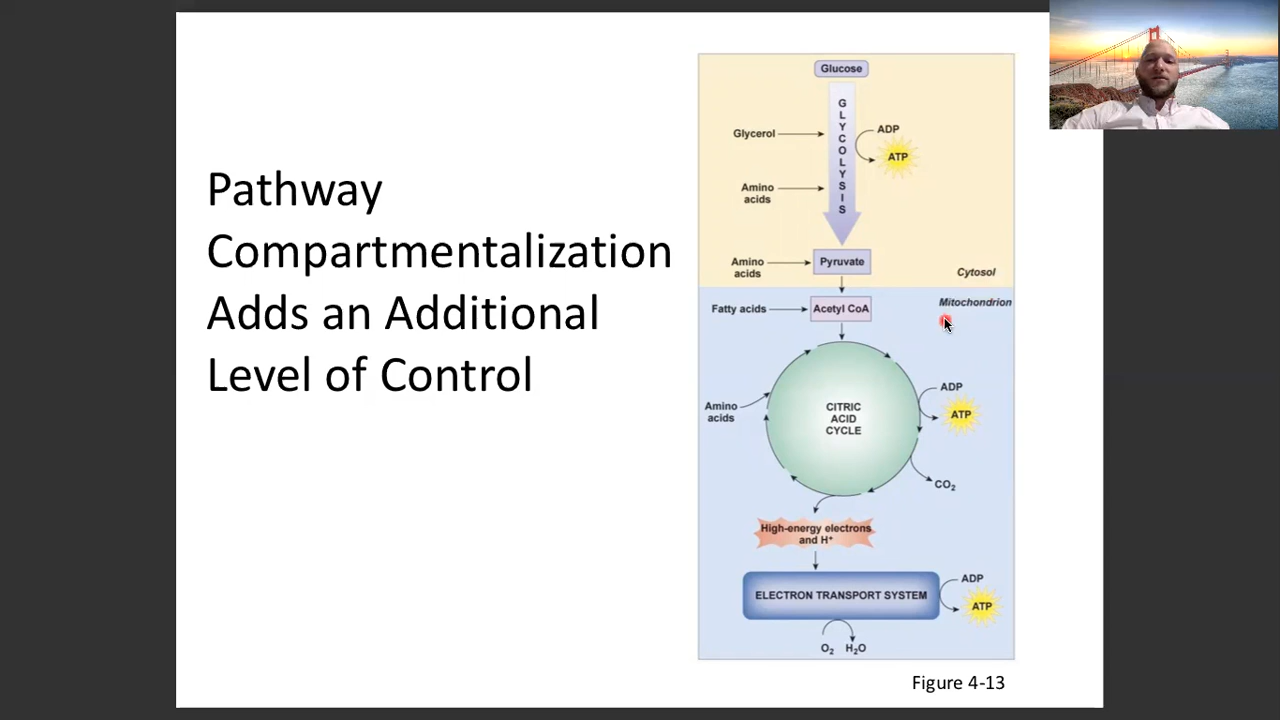 Pathway
Compartmentalization
Adds an Additional
Level of Control
Glucose
GLYCOLYSIS
Glycerol
ADP
ATP
Amino
acids
Amino
acids
Pyruvate
Cytosol
Mitochondrion
Fatty acids
Acetyl CoA
Amino
acids
CITRIC
ACID
CYCLE
ADP
ATP
CO₂
High-energy electrons
and H⁺
ELECTRON TRANSPORT SYSTEM
ADP
ATP
O₂ H₂O
Figure 4-13